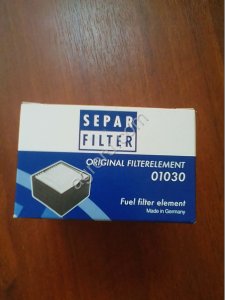 SEPAR
FILTER
ORIGINAL FILTERELEMENT
01030
Fuel filter element
Made in Germany